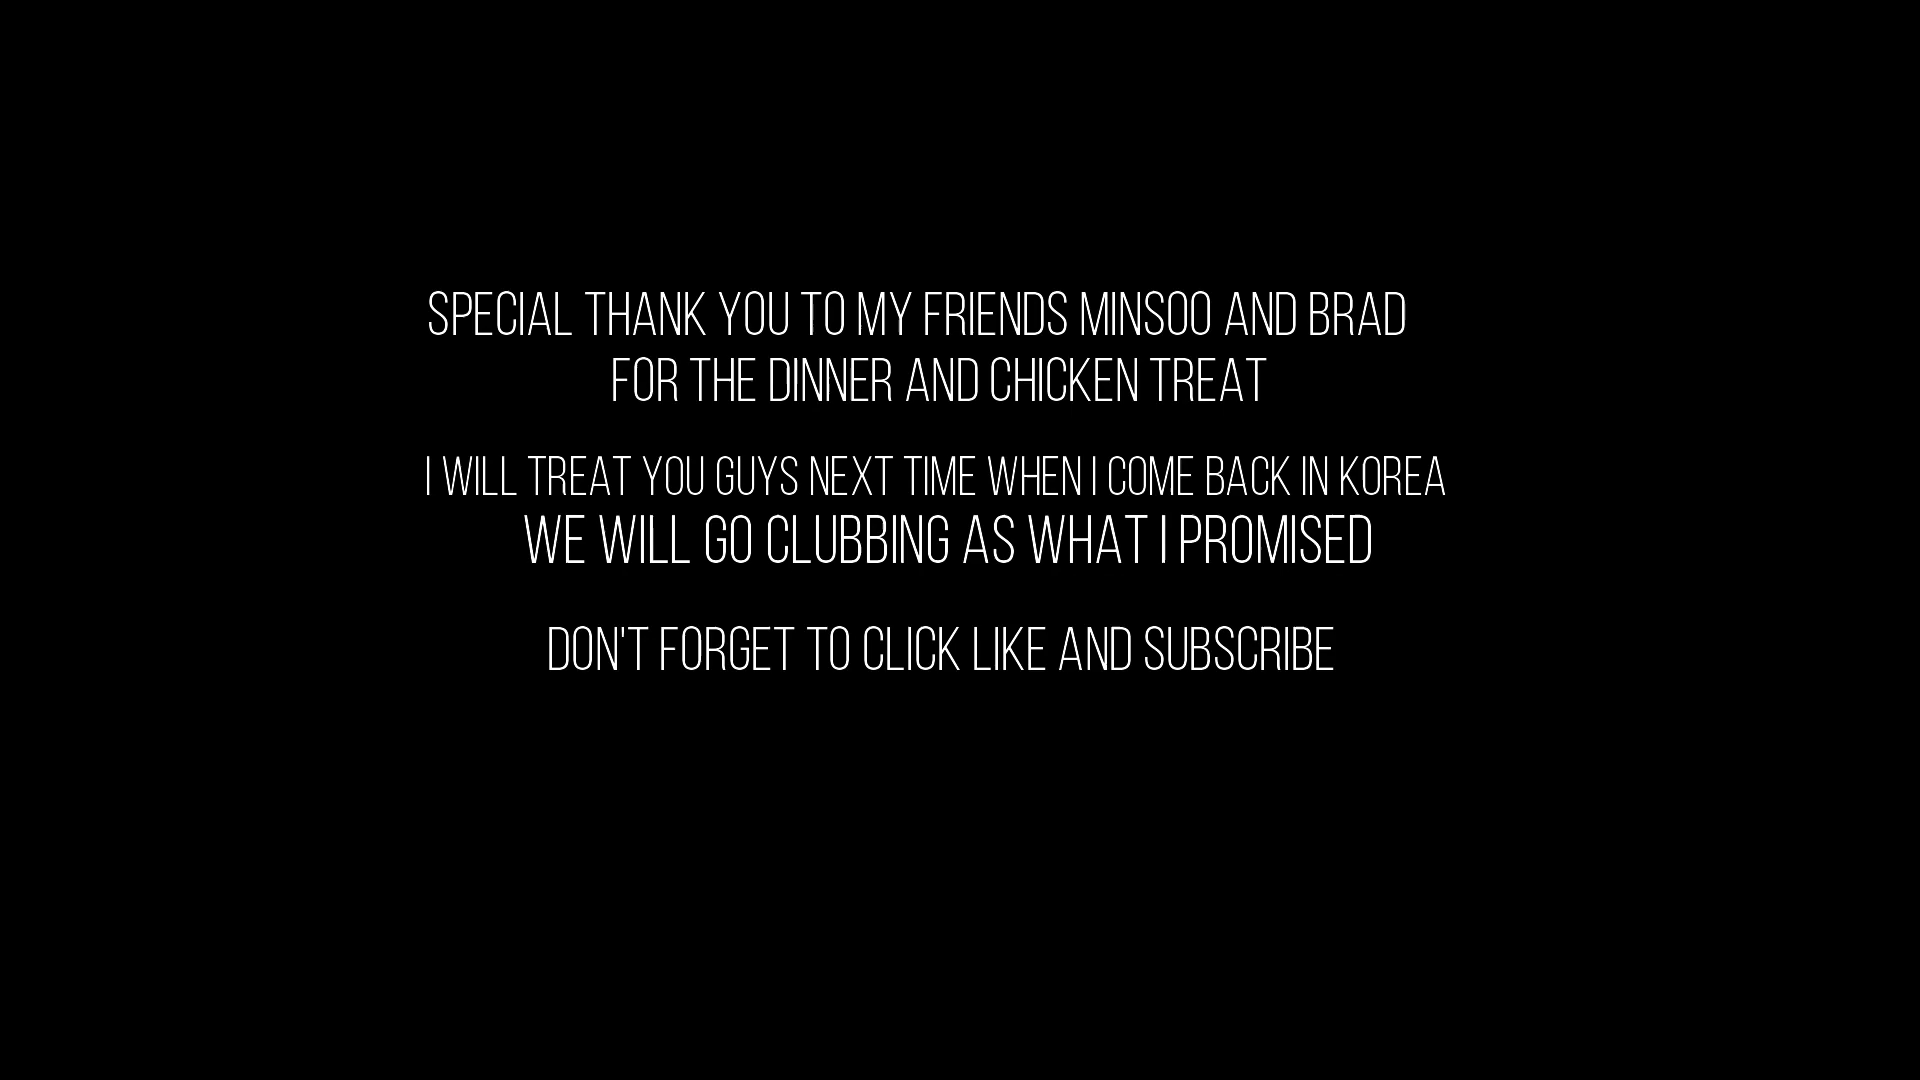 SPECIAL THANK YOU TO MY FRIENDS MINSOO AND BRAD
FOR THE DINNER AND CHICKEN TREAT
I WILL TREAT YOU GUYS NEXT TIME WHEN I COME BACK IN KOREA
WE WILL GO CLUBBING AS WHAT I PROMISED
DON'T FORGET TO CLICK LIKE AND SUBSCRIBE